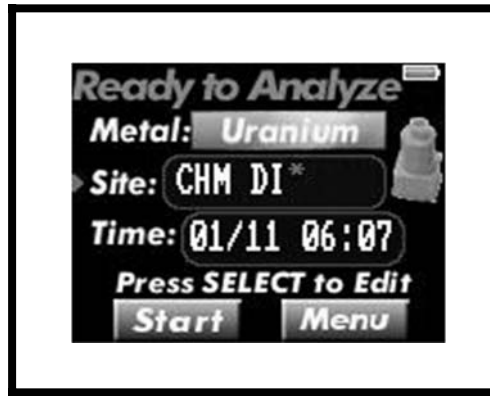 Ready to Analyze
Metal: Uranium
Site: CHM DI*
Time: 01/11 06:07
Press SELECT to Edit
Start Menu